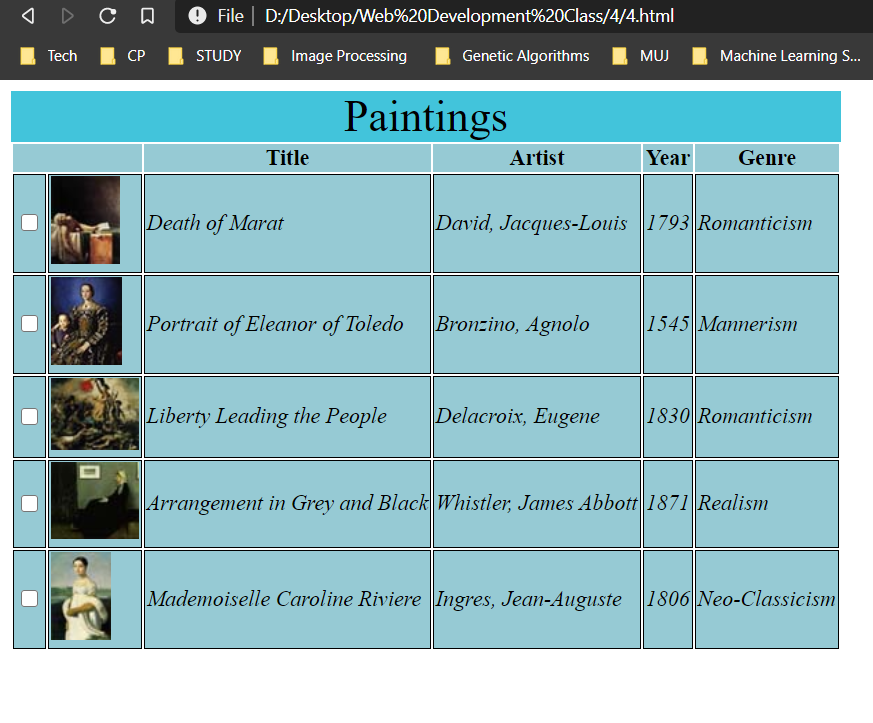 File D:/Desktop/Web%20Development%20Class/4/4.html
Tech CP STUDY Image Processing Genetic Algorithms MUJ Machine Learning S...
Paintings
Title Artist Year Genre
Death of Marat David, Jacques-Louis 1793 Romanticism
Portrait of Eleanor of Toledo Bronzino, Agnolo 1545 Mannerism
Liberty Leading the People Delacroix, Eugene 1830 Romanticism
Arrangement in Grey and Black Whistler, James Abbott 1871 Realism
Mademoiselle Caroline Riviere Ingres, Jean-Auguste 1806 Neo-Classicism